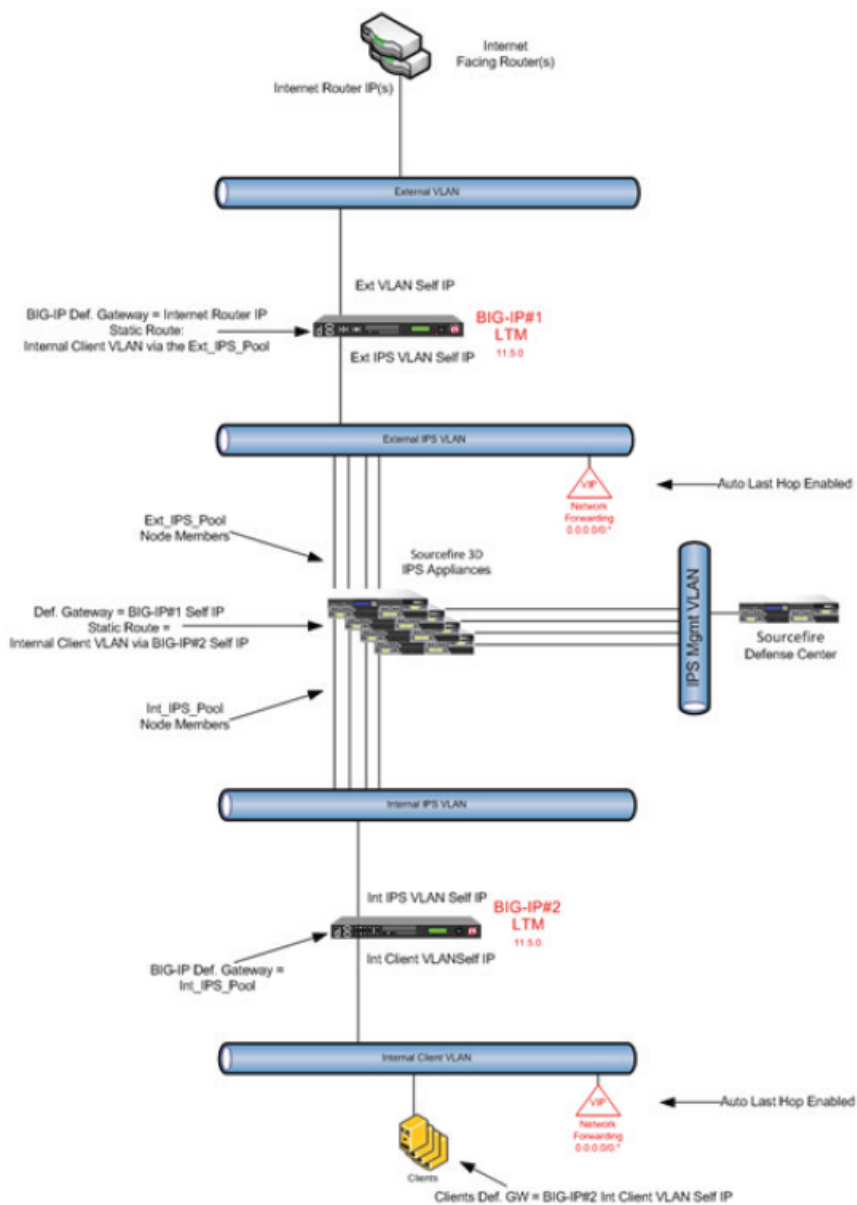 Internet
Facing Router(s)
Internet Router IP(s)
External VLAN
Ext VLAN Self IP
BIG-IP Def. Gateway = Internet Router IP
Static Route:
Internal Client VLAN via the Ext_IPS_Pool
BIG-IP#1
LTM
11.5.0
Ext IPS VLAN Self IP
External IPS VLAN
VIP
Network
Forwarding
0.0.0.0/0:*
Auto Last Hop Enabled
Ext_IPS_Pool
Node Members
Sourcefire 3D
IPS Appliances
Def. Gateway = BIG-IP#1 Self IP
Static Route =
Internal Client VLAN via BIG-IP#2 Self IP
IPS Mgmt VLAN
Sourcefire
Defense Center
Int_IPS_Pool
Node Members
Internal IPS VLAN
Int IPS VLAN Self IP
BIG-IP#2
LTM
11.5.0
BIG-IP Def. Gateway =
Int_IPS_Pool
Int Client VLANSelf IP
Internal Client VLAN
VIP
Network
Forwarding
0.0.0.0/0:*
Auto Last Hop Enabled
Clients
Clients Def. GW = BIG-IP#2 Int Client VLAN Self IP